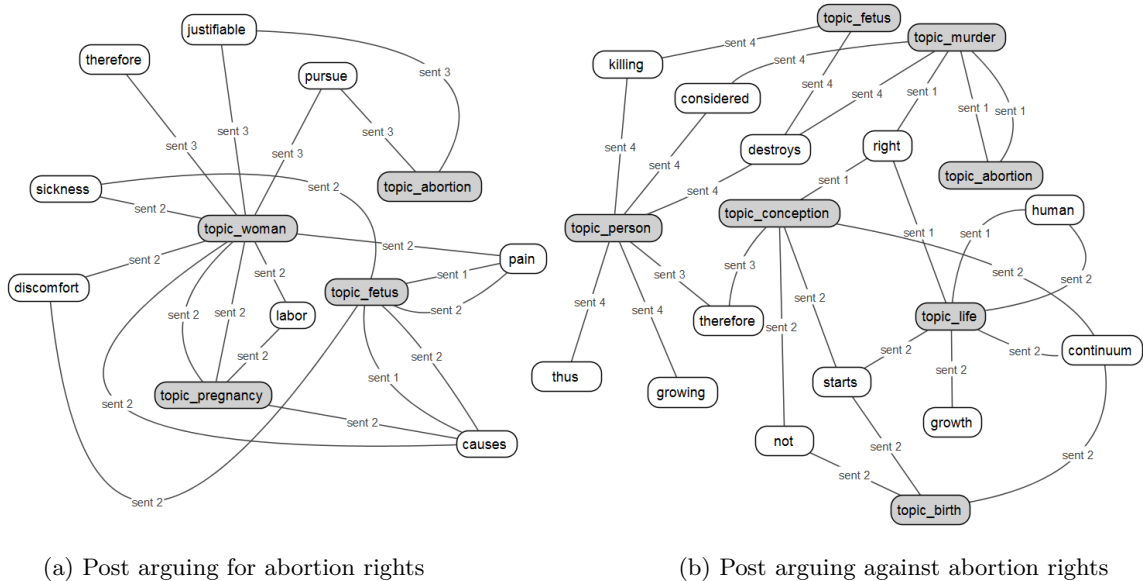 justifiable
therefore
pursue
sent 3
sent 3
sent 3
sent 3
sent 3
topic_abortion
sickness
sent 2
sent 2
topic_woman
sent 2
pain
sent 2
sent 1
discomfort
topic_fetus
sent 2
sent 2
labor
sent 2
sent 2
sent 2
sent 2
topic_pregnancy
sent 1
sent 2
sent 2
causes
sent 2
(a) Post arguing for abortion rights
topic_fetus
topic_murder
sent 4
killing
sent 4
considered
sent 4
sent 1
sent 1
sent 1
destroys
right
sent 4
sent 4
topic_abortion
sent 4
sent 1
topic_conception
human
topic_person
sent 1
sent 1
sent 3
sent 3
sent 2
sent 2
sent 4
sent 4
therefore
sent 2
topic_life
sent 2
sent 2
sent 2
continuum
thus
growing
starts
sent 2
growth
not
sent 2
sent 2
sent 2
topic_birth
(b) Post arguing against abortion rights